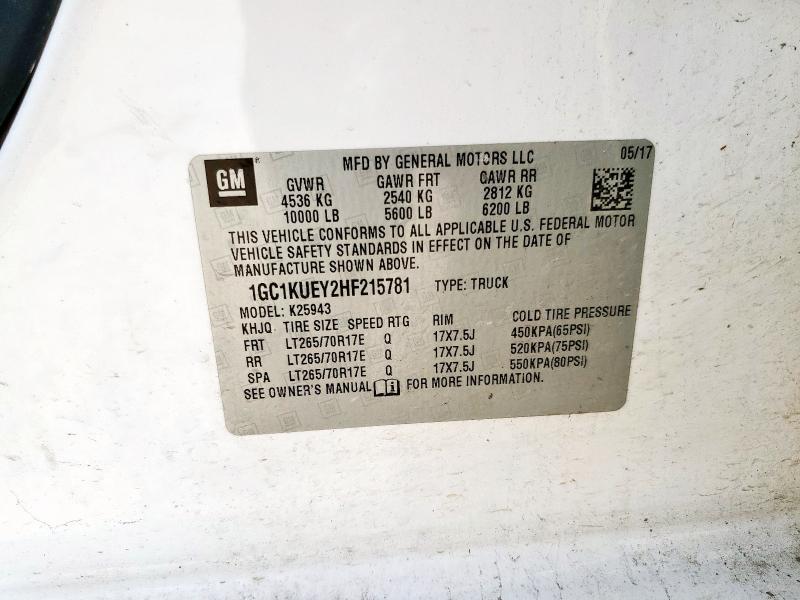 GM
MFD BY GENERAL MOTORS LLC 05/17
GVWR GAWR FRT GAWR RR
4536 KG 2540 KG 2812 KG
10000 LB 5600 LB 6200 LB
THIS VEHICLE CONFORMS TO ALL APPLICABLE U.S. FEDERAL MOTOR
VEHICLE SAFETY STANDARDS IN EFFECT ON THE DATE OF
MANUFACTURE SHOWN ABOVE.
1GC1KUEY2HF215781 TYPE: TRUCK
MODEL: K25943
KHJQ TIRE SIZE SPEED RTG RIM COLD TIRE PRESSURE
FRT LT265/70R17E Q 17X7.5J 450KPA(65PSI)
RR LT265/70R17E Q 17X7.5J 520KPA(75PSI)
SPA LT265/70R17E Q 17X7.5J 550KPA(80PSI)
SEE OWNER'S MANUAL i FOR MORE INFORMATION.